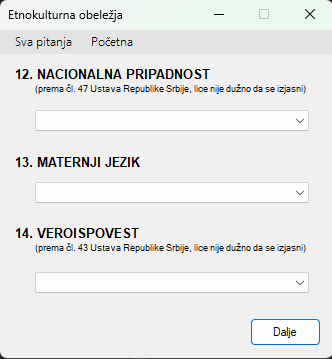 Etnokulturna obeležja
Sva pitanja Početna
12. NACIONALNA PRIPADNOST
(prema čl. 47 Ustava Republike Srbije, lice nije dužno da se izjasni)
13. MATERNJI JEZIK
14. VEROISPOVEST
(prema čl. 43 Ustava Republike Srbije, lice nije dužno da se izjasni)
Dalje